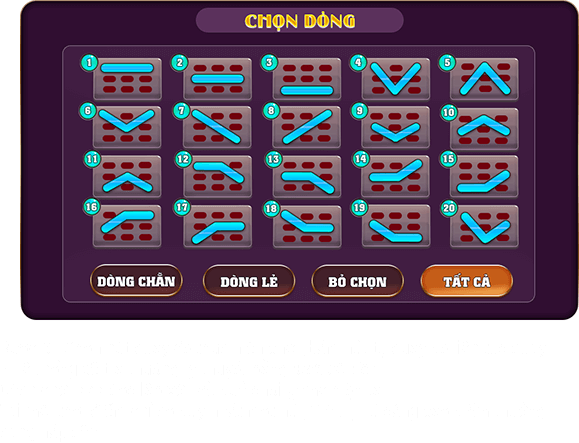 CHỌN DÒNG
1 2 3 4 5
6 7 8 9 10
11 12 13 14 15
16 17 18 19 20
DÒNG CHẴN DÒNG LẺ BỎ CHỌN TẤT CẢ